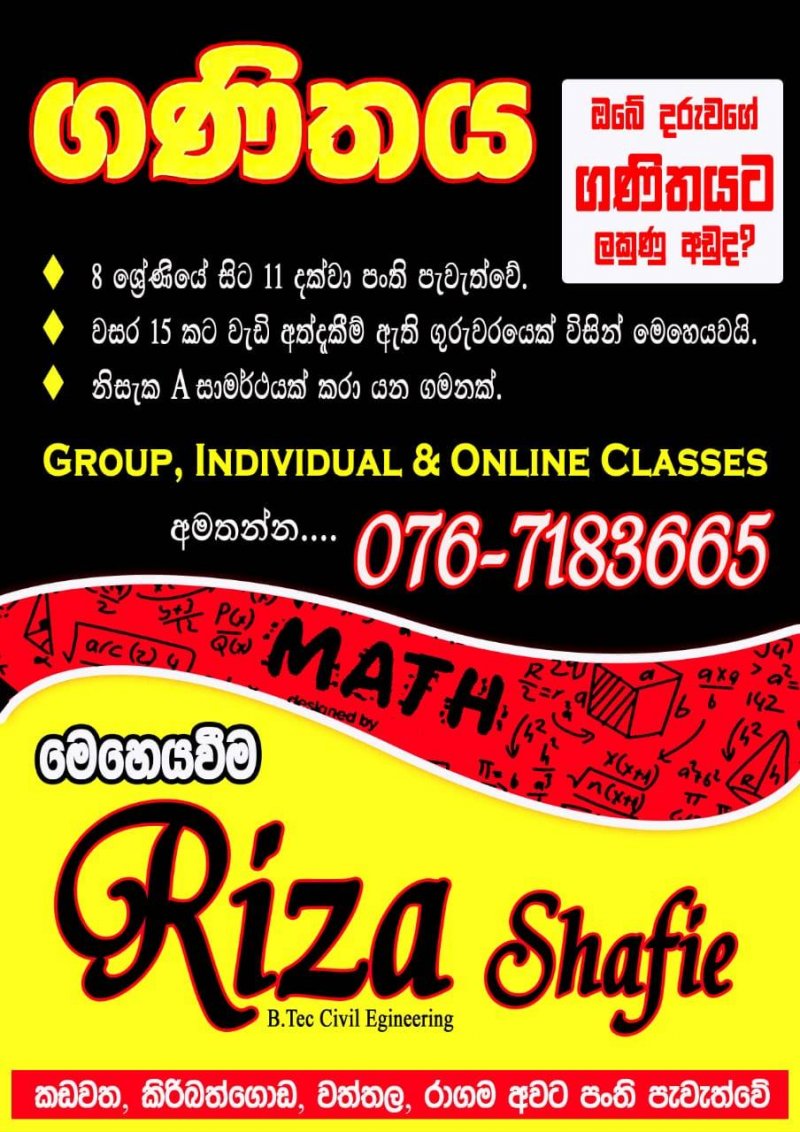 ගණිතය
ඔබේ දරුවගේ
ගණිතයට
ලකුණු අඩුද?
8 ශ්‍රේණියේ සිට 11 දක්වා පංති පැවැත්වේ.
වසර 15 කට වැඩි අත්දැකීම් ඇති ගුරුවරයෙක් විසින් මෙහෙයවයි.
නිසැක A සාමර්ථයක් කරා යන ගමනක්.
GROUP, INDIVIDUAL & ONLINE CLASSES
අමතන්න....
076-7183665
P(x)
Q(x)
MATH
designed by
මෙහෙයවීම
Riza Shafie
B.Tec Civil Egineering
කඩවත, කිරිබත්ගොඩ, වත්තල, රාගම අවට පංති පැවැත්වේ